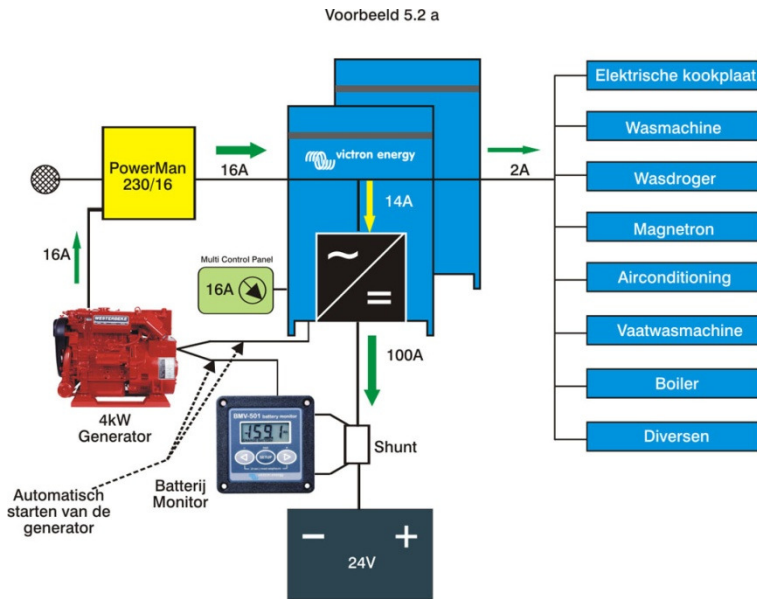 Voorbeeld 5.2 a
PowerMan
230/16
16A
victron energy
2A
14A
16A
Multi Control Panel
16A
100A
4kW
Generator
BMV-501 battery monitor
SETUP
Batterij
Monitor
Shunt
Automatisch
starten van de
generator
24V
Elektrische kookplaat
Wasmachine
Wasdroger
Magnetron
Airconditioning
Vaatwasmachine
Boiler
Diversen